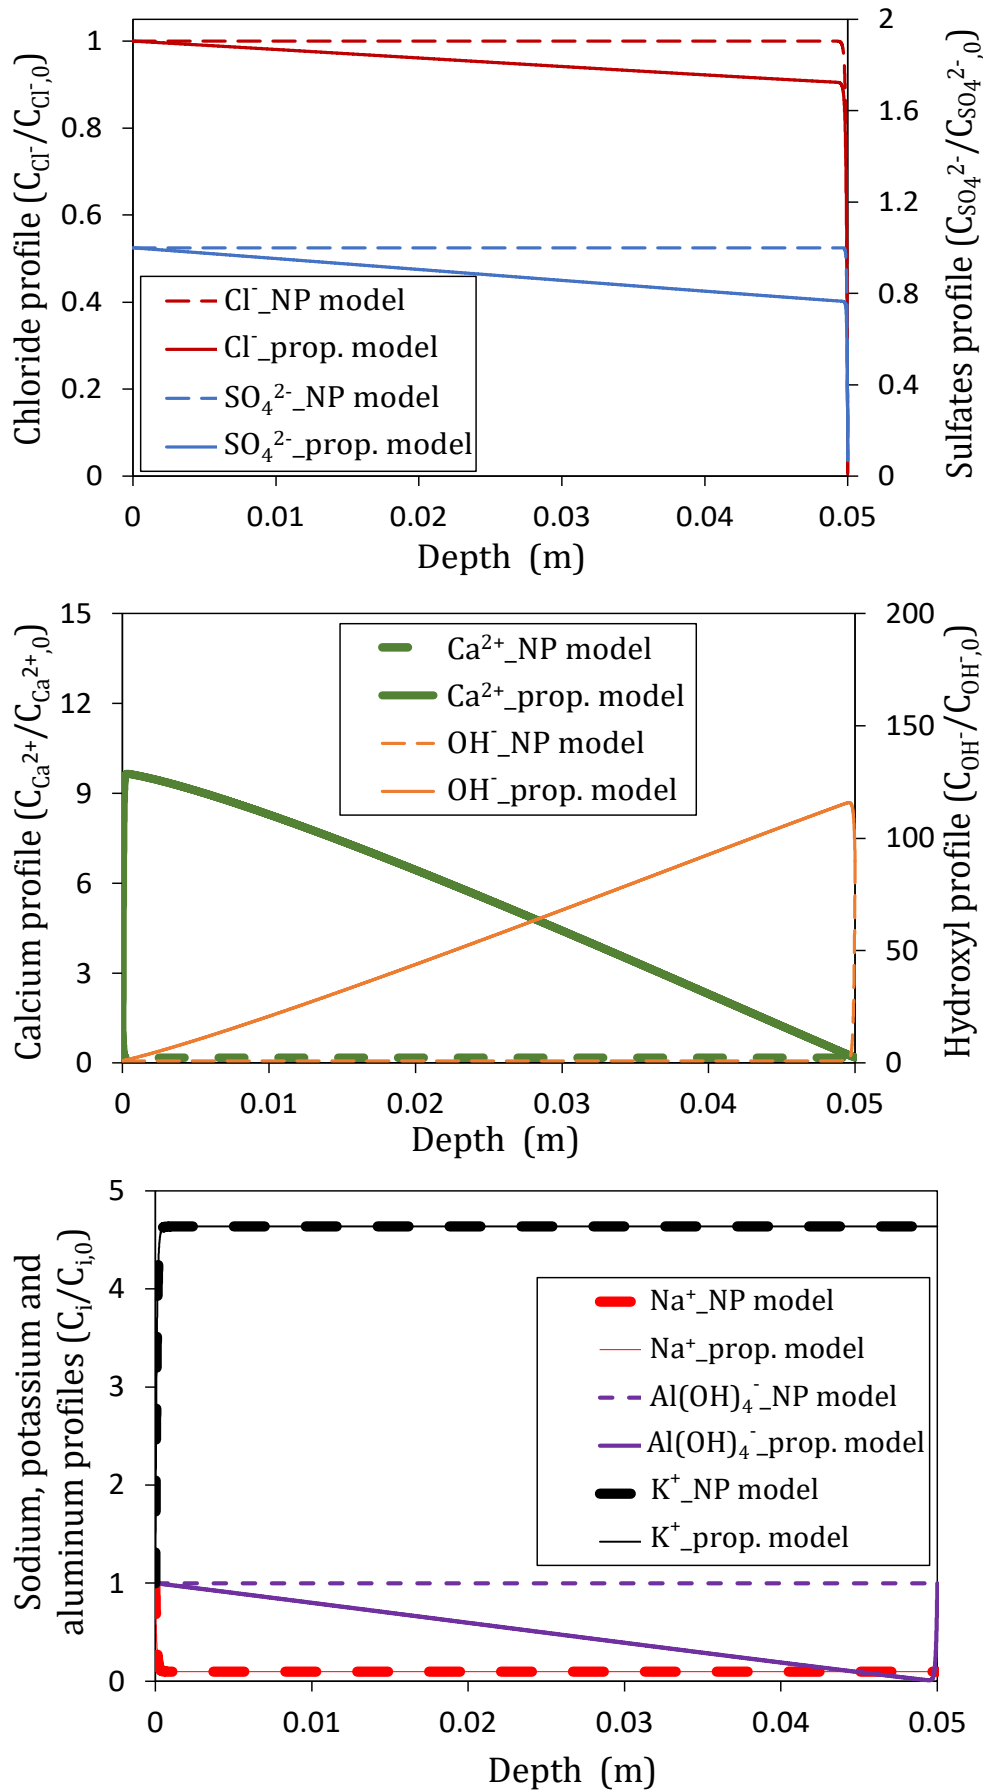 Chloride profile (C_Cl⁻/C_Cl⁻,0)
1
0.8
0.6
0.4
0.2
0
2
1.6
1.2
0.8
0.4
0
Sulfates profile (C_SO₄²⁻/C_SO₄²⁻,0)
Cl⁻_NP model
Cl⁻_prop. model
SO₄²⁻_NP model
SO₄²⁻_prop. model
0 0.01 0.02 0.03 0.04 0.05
Depth (m)
Calcium profile (C_Ca²⁺/C_Ca²⁺,0)
15
12
9
6
3
0
200
150
100
50
0
Hydroxyl profile (C_OH⁻/C_OH⁻,0)
Ca²⁺_NP model
Ca²⁺_prop. model
OH⁻_NP model
OH⁻_prop. model
0 0.01 0.02 0.03 0.04 0.05
Depth (m)
Sodium, potassium and
aluminum profiles (C_i/C_i,0)
5
4
3
2
1
0
Na⁺_NP model
Na⁺_prop. model
Al(OH)₄⁻_NP model
Al(OH)₄⁻_prop. model
K⁺_NP model
K⁺_prop. model
0 0.01 0.02 0.03 0.04 0.05
Depth (m)